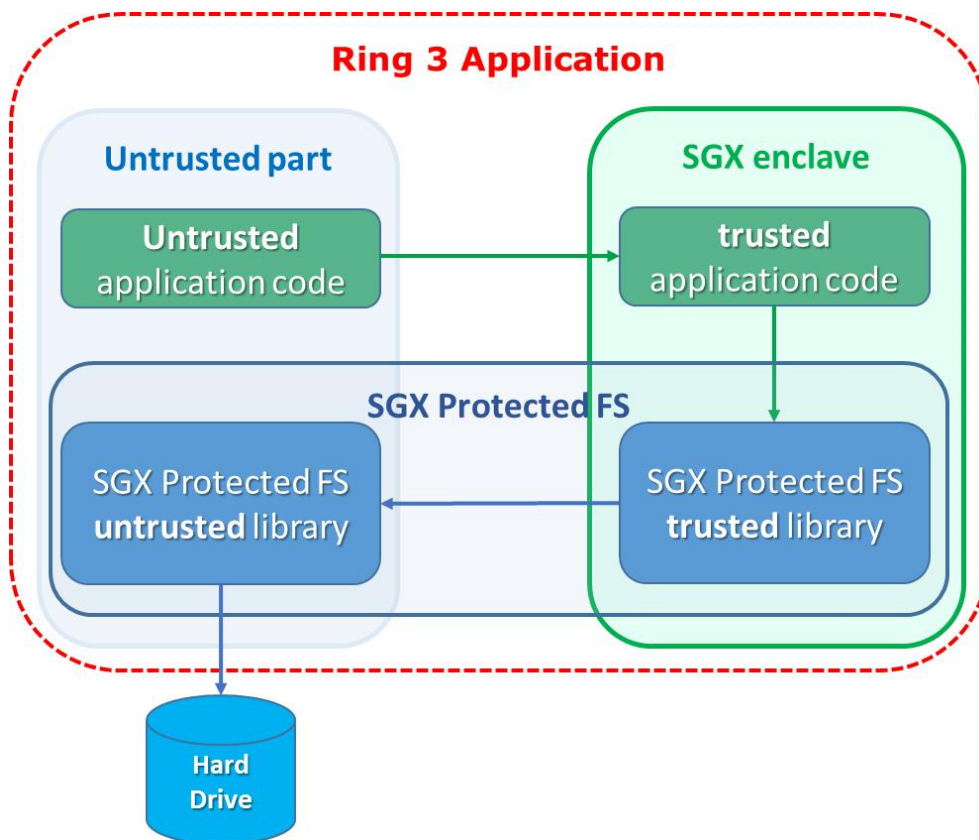 Ring 3 Application
Untrusted part
SGX enclave
Untrusted
application code
trusted
application code
SGX Protected FS
SGX Protected FS
untrusted library
SGX Protected FS
trusted library
Hard
Drive